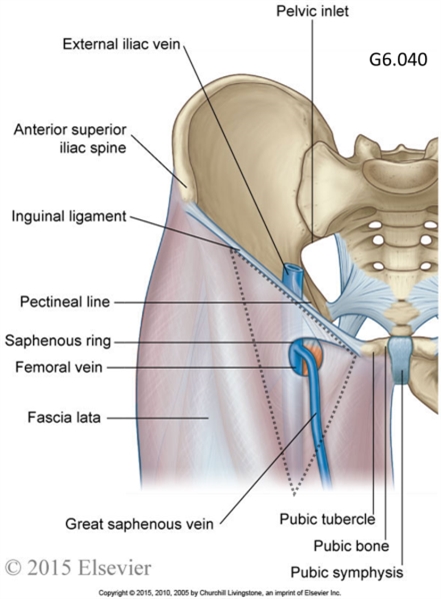 Pelvic inlet
External iliac vein
G6.040
Anterior superior
iliac spine
Inguinal ligament
Pectineal line
Saphenous ring
Femoral vein
Fascia lata
Great saphenous vein
Pubic tubercle
Pubic bone
Pubic symphysis
© 2015 Elsevier
Copyright © 2015, 2010, 2005 by Churchill Livingstone, an imprint of Elsevier Inc.